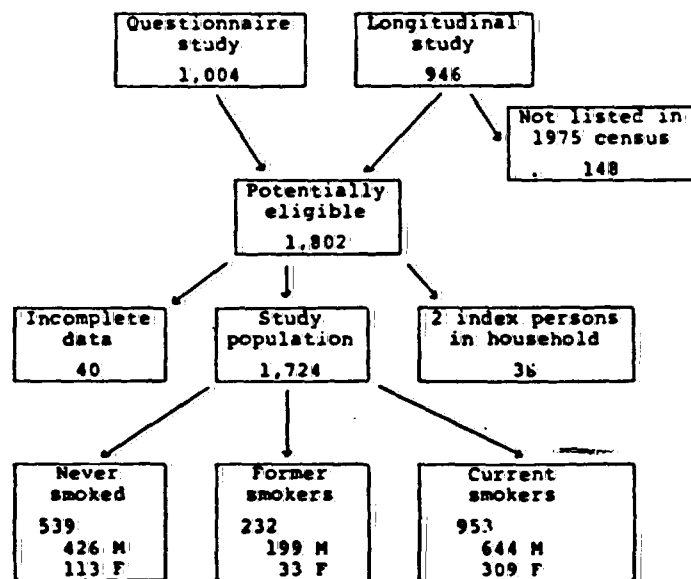 Questionnaire
study
1,004
Longitudinal
study
946
Not listed in
1975 census
148
Potentially
eligible
1,802
Incomplete
data
40
Study
population
1,724
2 index persons
in household
38
Never
smoked
539
426 M
113 F
Former
smokers
232
199 M
33 F
Current
smokers
953
644 M
309 F